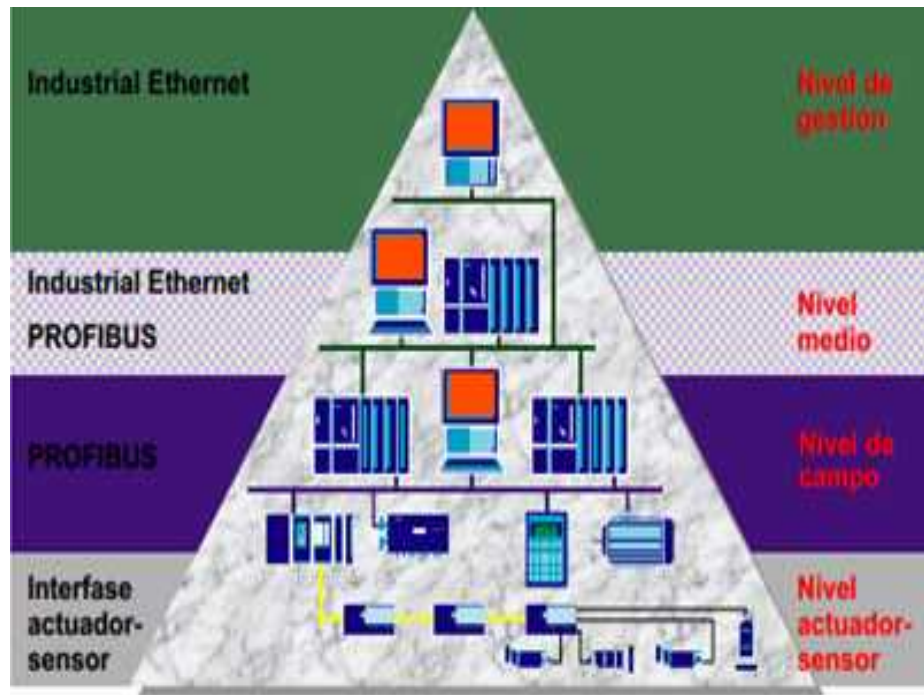 Industrial Ethernet
Nivel de
gestión
Industrial Ethernet
PROFIBUS
Nivel
medio
PROFIBUS
Nivel de
campo
Interfase
actuador-
sensor
Nivel
actuador-
sensor